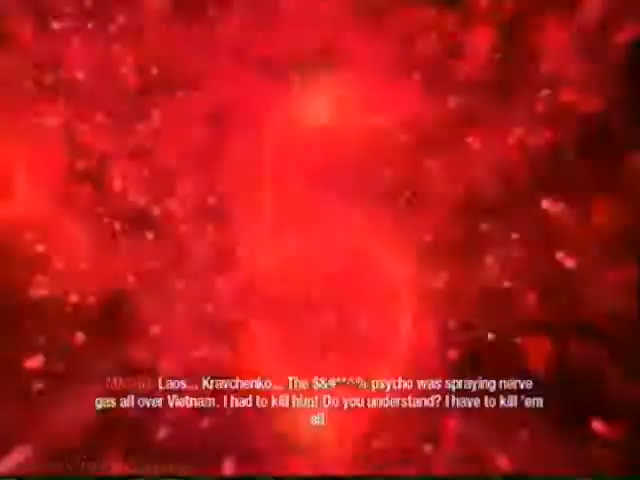 MASON: Laos... Kravchenko... The $&#*%% psycho was spraying nerve
gas all over Vietnam. I had to kill him! Do you understand? I have to kill 'em
all.